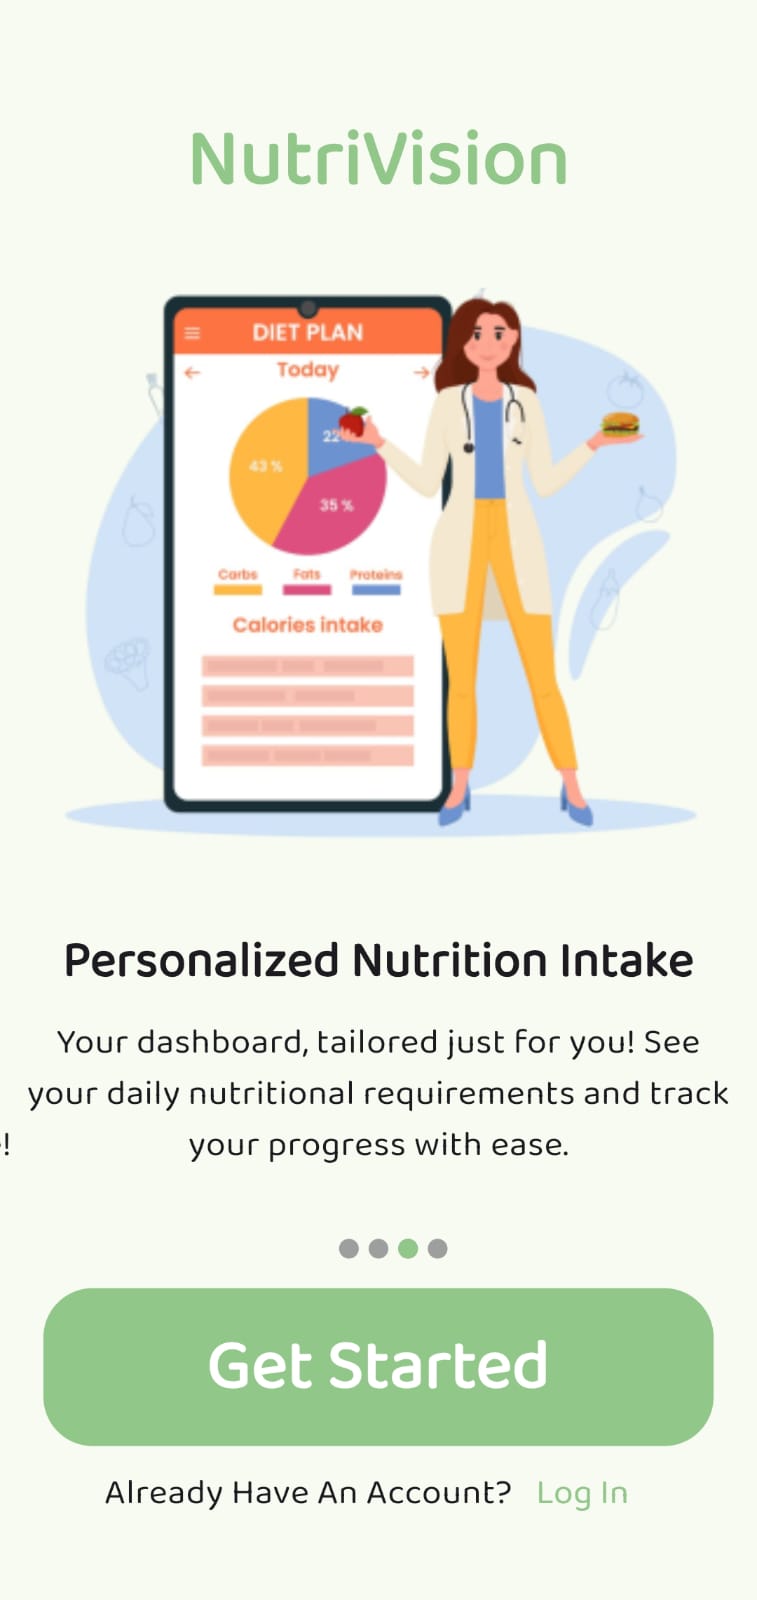 NutriVision
DIET PLAN
Today
22
43 %
35 %
Carbs Fats Proteins
Calories intake
Personalized Nutrition Intake
Your dashboard, tailored just for you! See
your daily nutritional requirements and track
your progress with ease.
!
Get Started
Already Have An Account? Log In